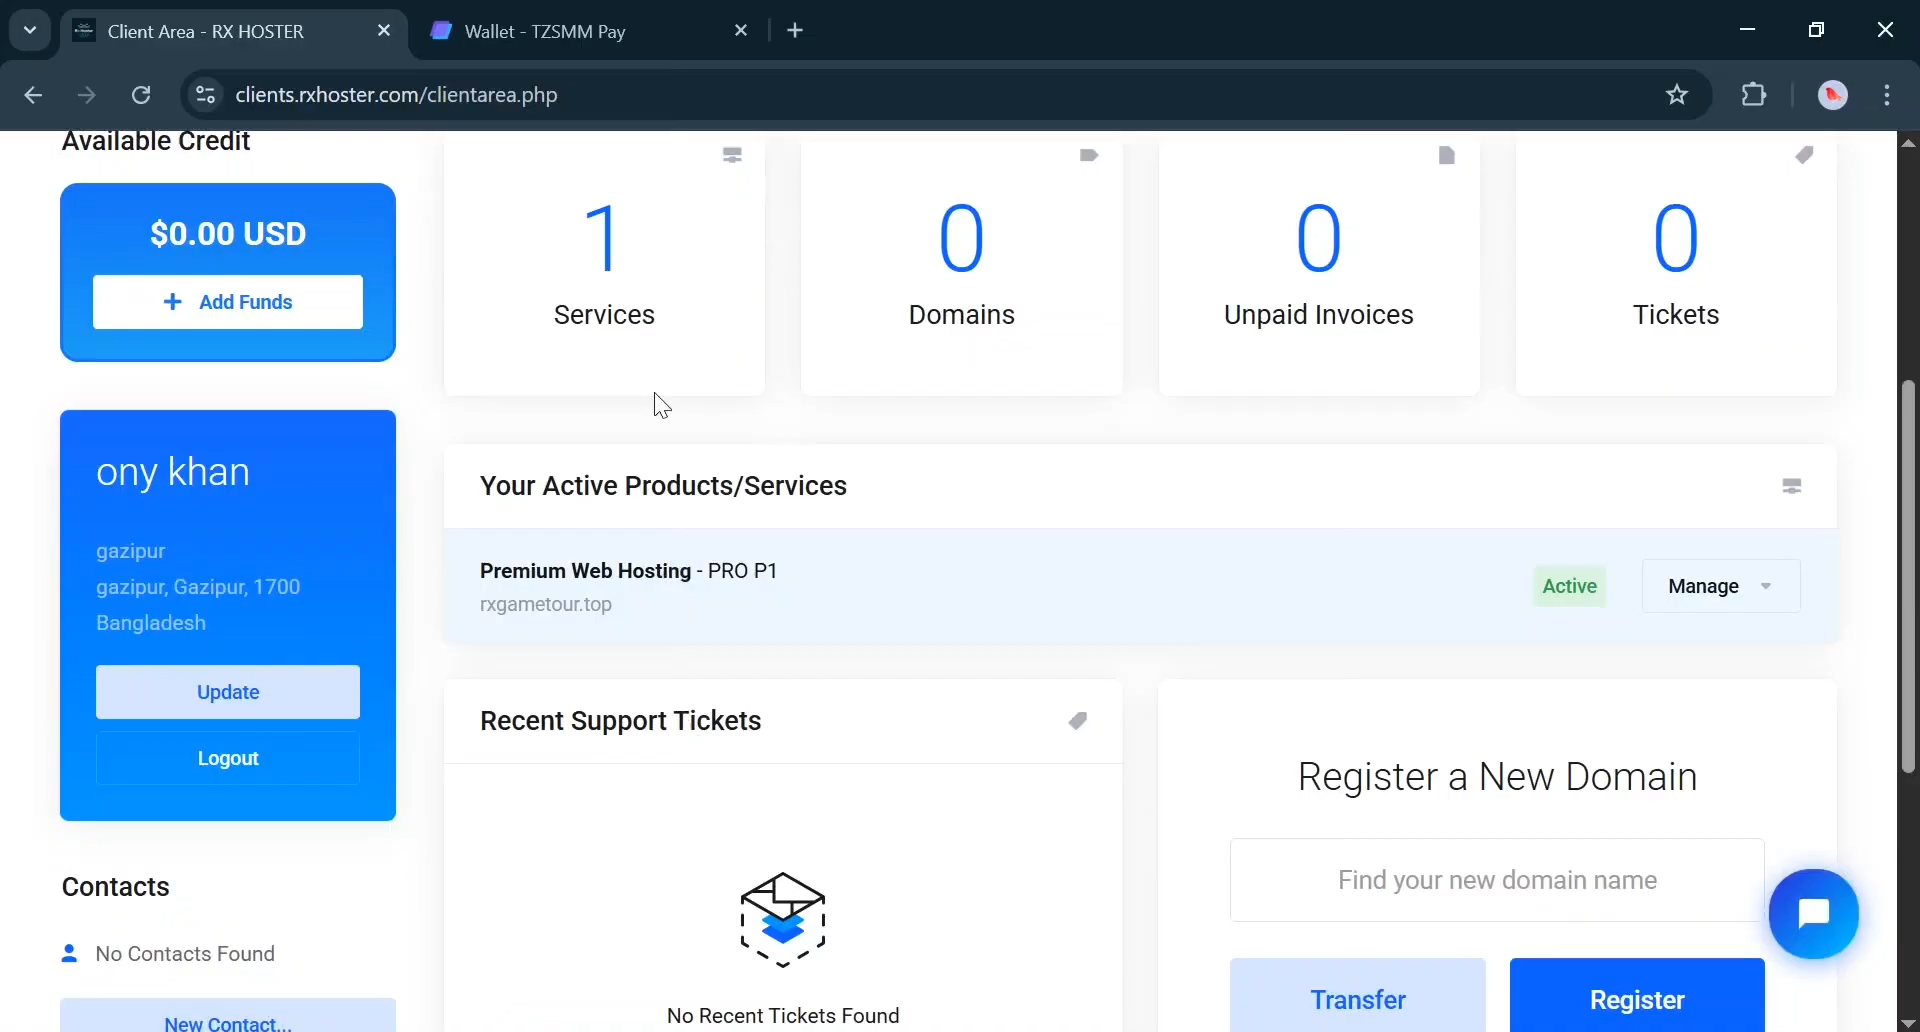 Client Area - RX HOSTER
Wallet - TZSMM Pay
clients.rxhoster.com/clientarea.php
Available Credit
$0.00 USD
+ Add Funds
ony khan
gazipur
gazipur, Gazipur, 1700
Bangladesh
Update
Logout
Contacts
No Contacts Found
New Contact...
1
Services
0
Domains
0
Unpaid Invoices
0
Tickets
Your Active Products/Services
Premium Web Hosting - PRO P1
rxgametour.top
Active
Manage
Recent Support Tickets
No Recent Tickets Found
Register a New Domain
Find your new domain name
Transfer
Register